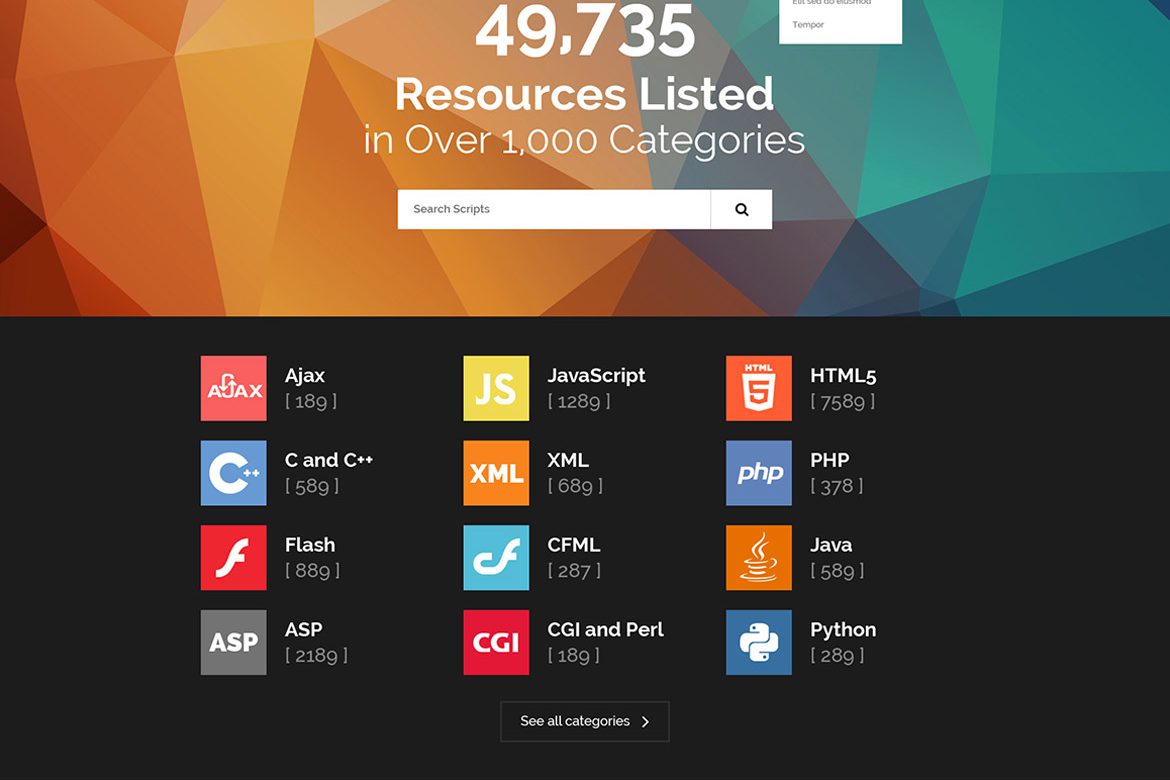 Elit sed do eiusmod
Tempor
49,735
Resources Listed
in Over 1,000 Categories
Search Scripts
AJAX
Ajax
[ 189 ]
JS
JavaScript
[ 1289 ]
HTML
5
HTML5
[ 7589 ]
C++
C and C++
[ 589 ]
XML
XML
[ 689 ]
php
PHP
[ 378 ]
f
Flash
[ 889 ]
cf
CFML
[ 287 ]
Java
[ 589 ]
ASP
ASP
[ 2189 ]
CGI
CGI and Perl
[ 189 ]
Python
[ 289 ]
See all categories